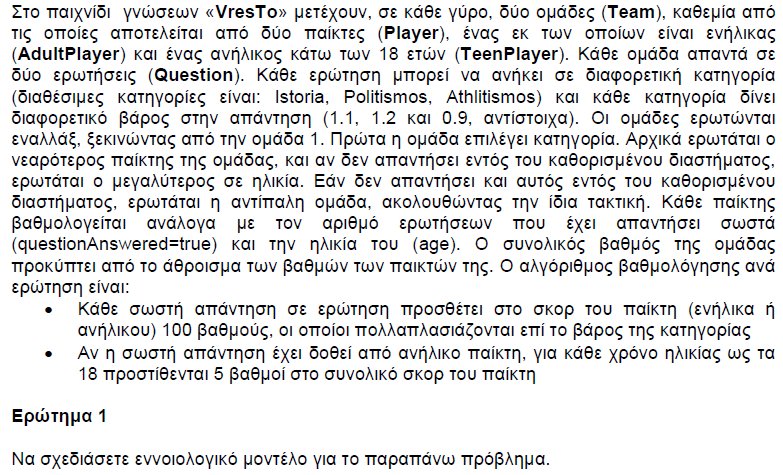 Στο παιχνίδι γνώσεων «VresTo» μετέχουν, σε κάθε γύρο, δύο ομάδες (Team), καθεμία από
τις οποίες αποτελείται από δύο παίκτες (Player), ένας εκ των οποίων είναι ενήλικας
(AdultPlayer) και ένας ανήλικος κάτω των 18 ετών (TeenPlayer). Κάθε ομάδα απαντά σε
δύο ερωτήσεις (Question). Κάθε ερώτηση μπορεί να ανήκει σε διαφορετική κατηγορία
(διαθέσιμες κατηγορίες είναι: Istoria, Politismos, Athlitismos) και κάθε κατηγορία δίνει
διαφορετικό βάρος στην απάντηση (1.1, 1.2 και 0.9, αντίστοιχα). Οι ομάδες ερωτώνται
εναλλάξ, ξεκινώντας από την ομάδα 1. Πρώτα η ομάδα επιλέγει κατηγορία. Αρχικά ερωτάται ο
νεαρότερος παίκτης της ομάδας, και αν δεν απαντήσει εντός του καθορισμένου διαστήματος,
ερωτάται ο μεγαλύτερος σε ηλικία. Εάν δεν απαντήσει και αυτός εντός του καθορισμένου
διαστήματος, ερωτάται η αντίπαλη ομάδα, ακολουθώντας την ίδια τακτική. Κάθε παίκτης
βαθμολογείται ανάλογα με τον αριθμό ερωτήσεων που έχει απαντήσει σωστά
(questionAnswered=true) και την ηλικία του (age). Ο συνολικός βαθμός της ομάδας
προκύπτει από το άθροισμα των βαθμών των παικτών της. Ο αλγόριθμος βαθμολόγησης ανά
ερώτηση είναι:
• Κάθε σωστή απάντηση σε ερώτηση προσθέτει στο σκορ του παίκτη (ενήλικα ή
ανήλικου) 100 βαθμούς, οι οποίοι πολλαπλασιάζονται επί το βάρος της κατηγορίας
• Αν η σωστή απάντηση έχει δοθεί από ανήλικο παίκτη, για κάθε χρόνο ηλικίας ως τα
18 προστίθενται 5 βαθμοί στο συνολικό σκορ του παίκτη
Ερώτημα 1
Να σχεδιάσετε εννοιολογικό μοντέλο για το παραπάνω πρόβλημα.